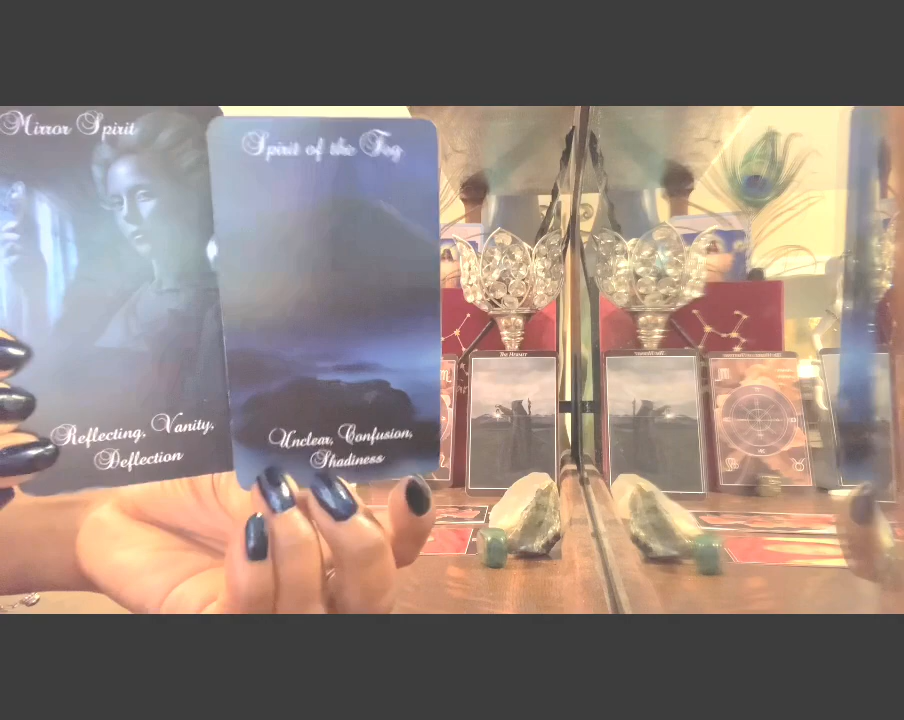 Mirror Spirit
Reflecting, Vanity,
Deflection
Spirit of the Fog
Unclear, Confusion,
Shadiness
The Hermit